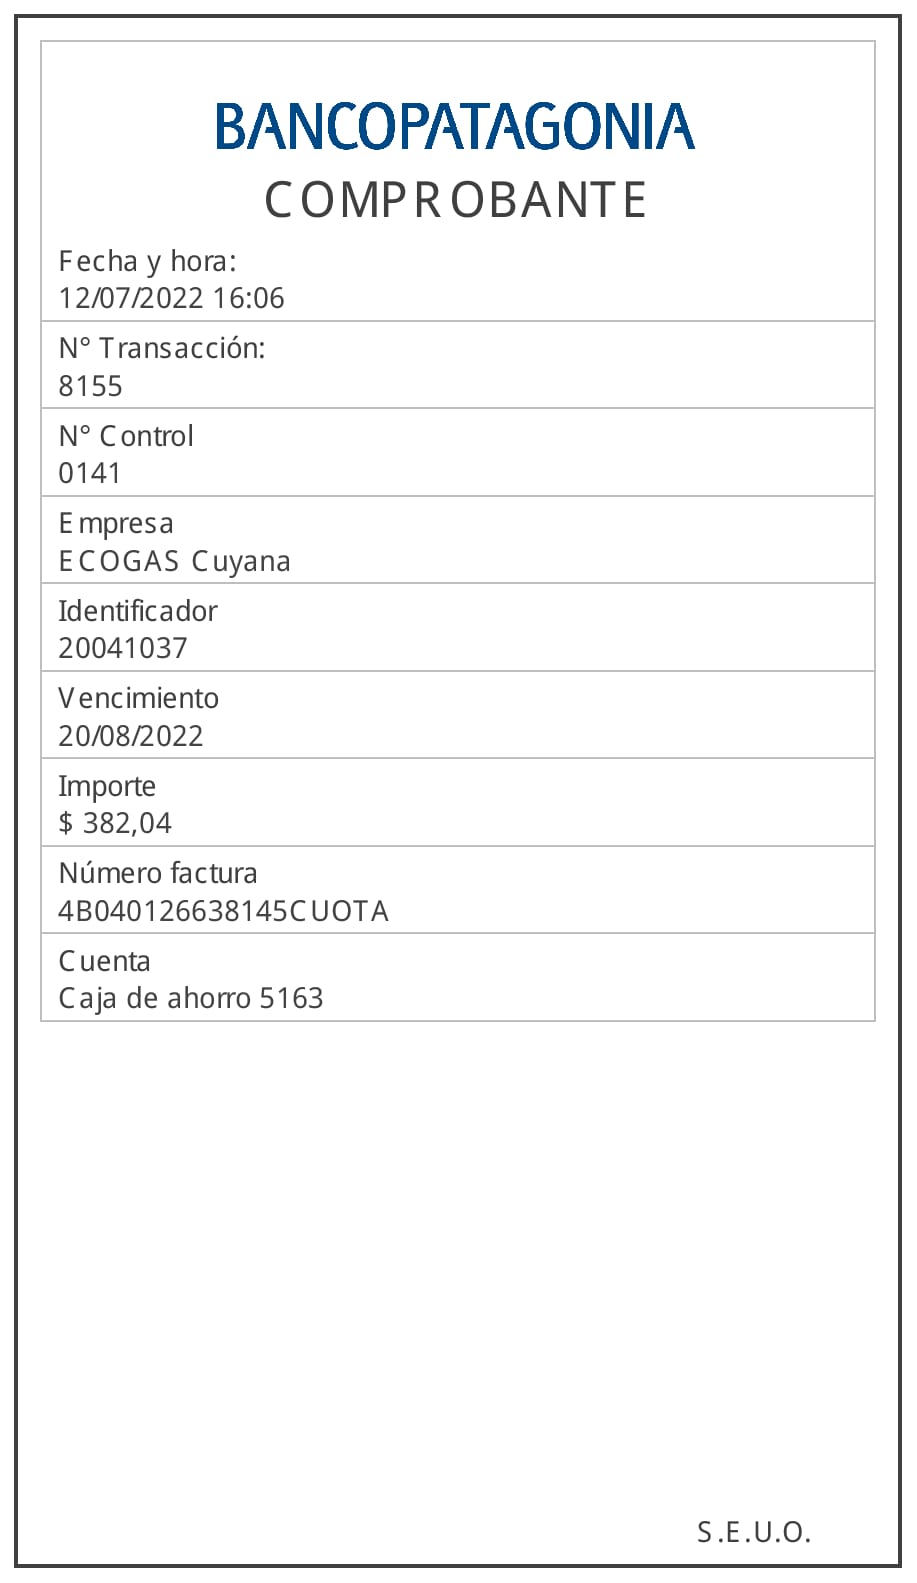 BANCOPATAGONIA
COMPROBANTE
Fecha y hora:
12/07/2022 16:06
N° Transacción:
8155
N° Control
0141
Empresa
ECOGAS Cuyana
Identificador
20041037
Vencimiento
20/08/2022
Importe
$ 382,04
Número factura
4B040126638145CUOTA
Cuenta
Caja de ahorro 5163
S.E.U.O.